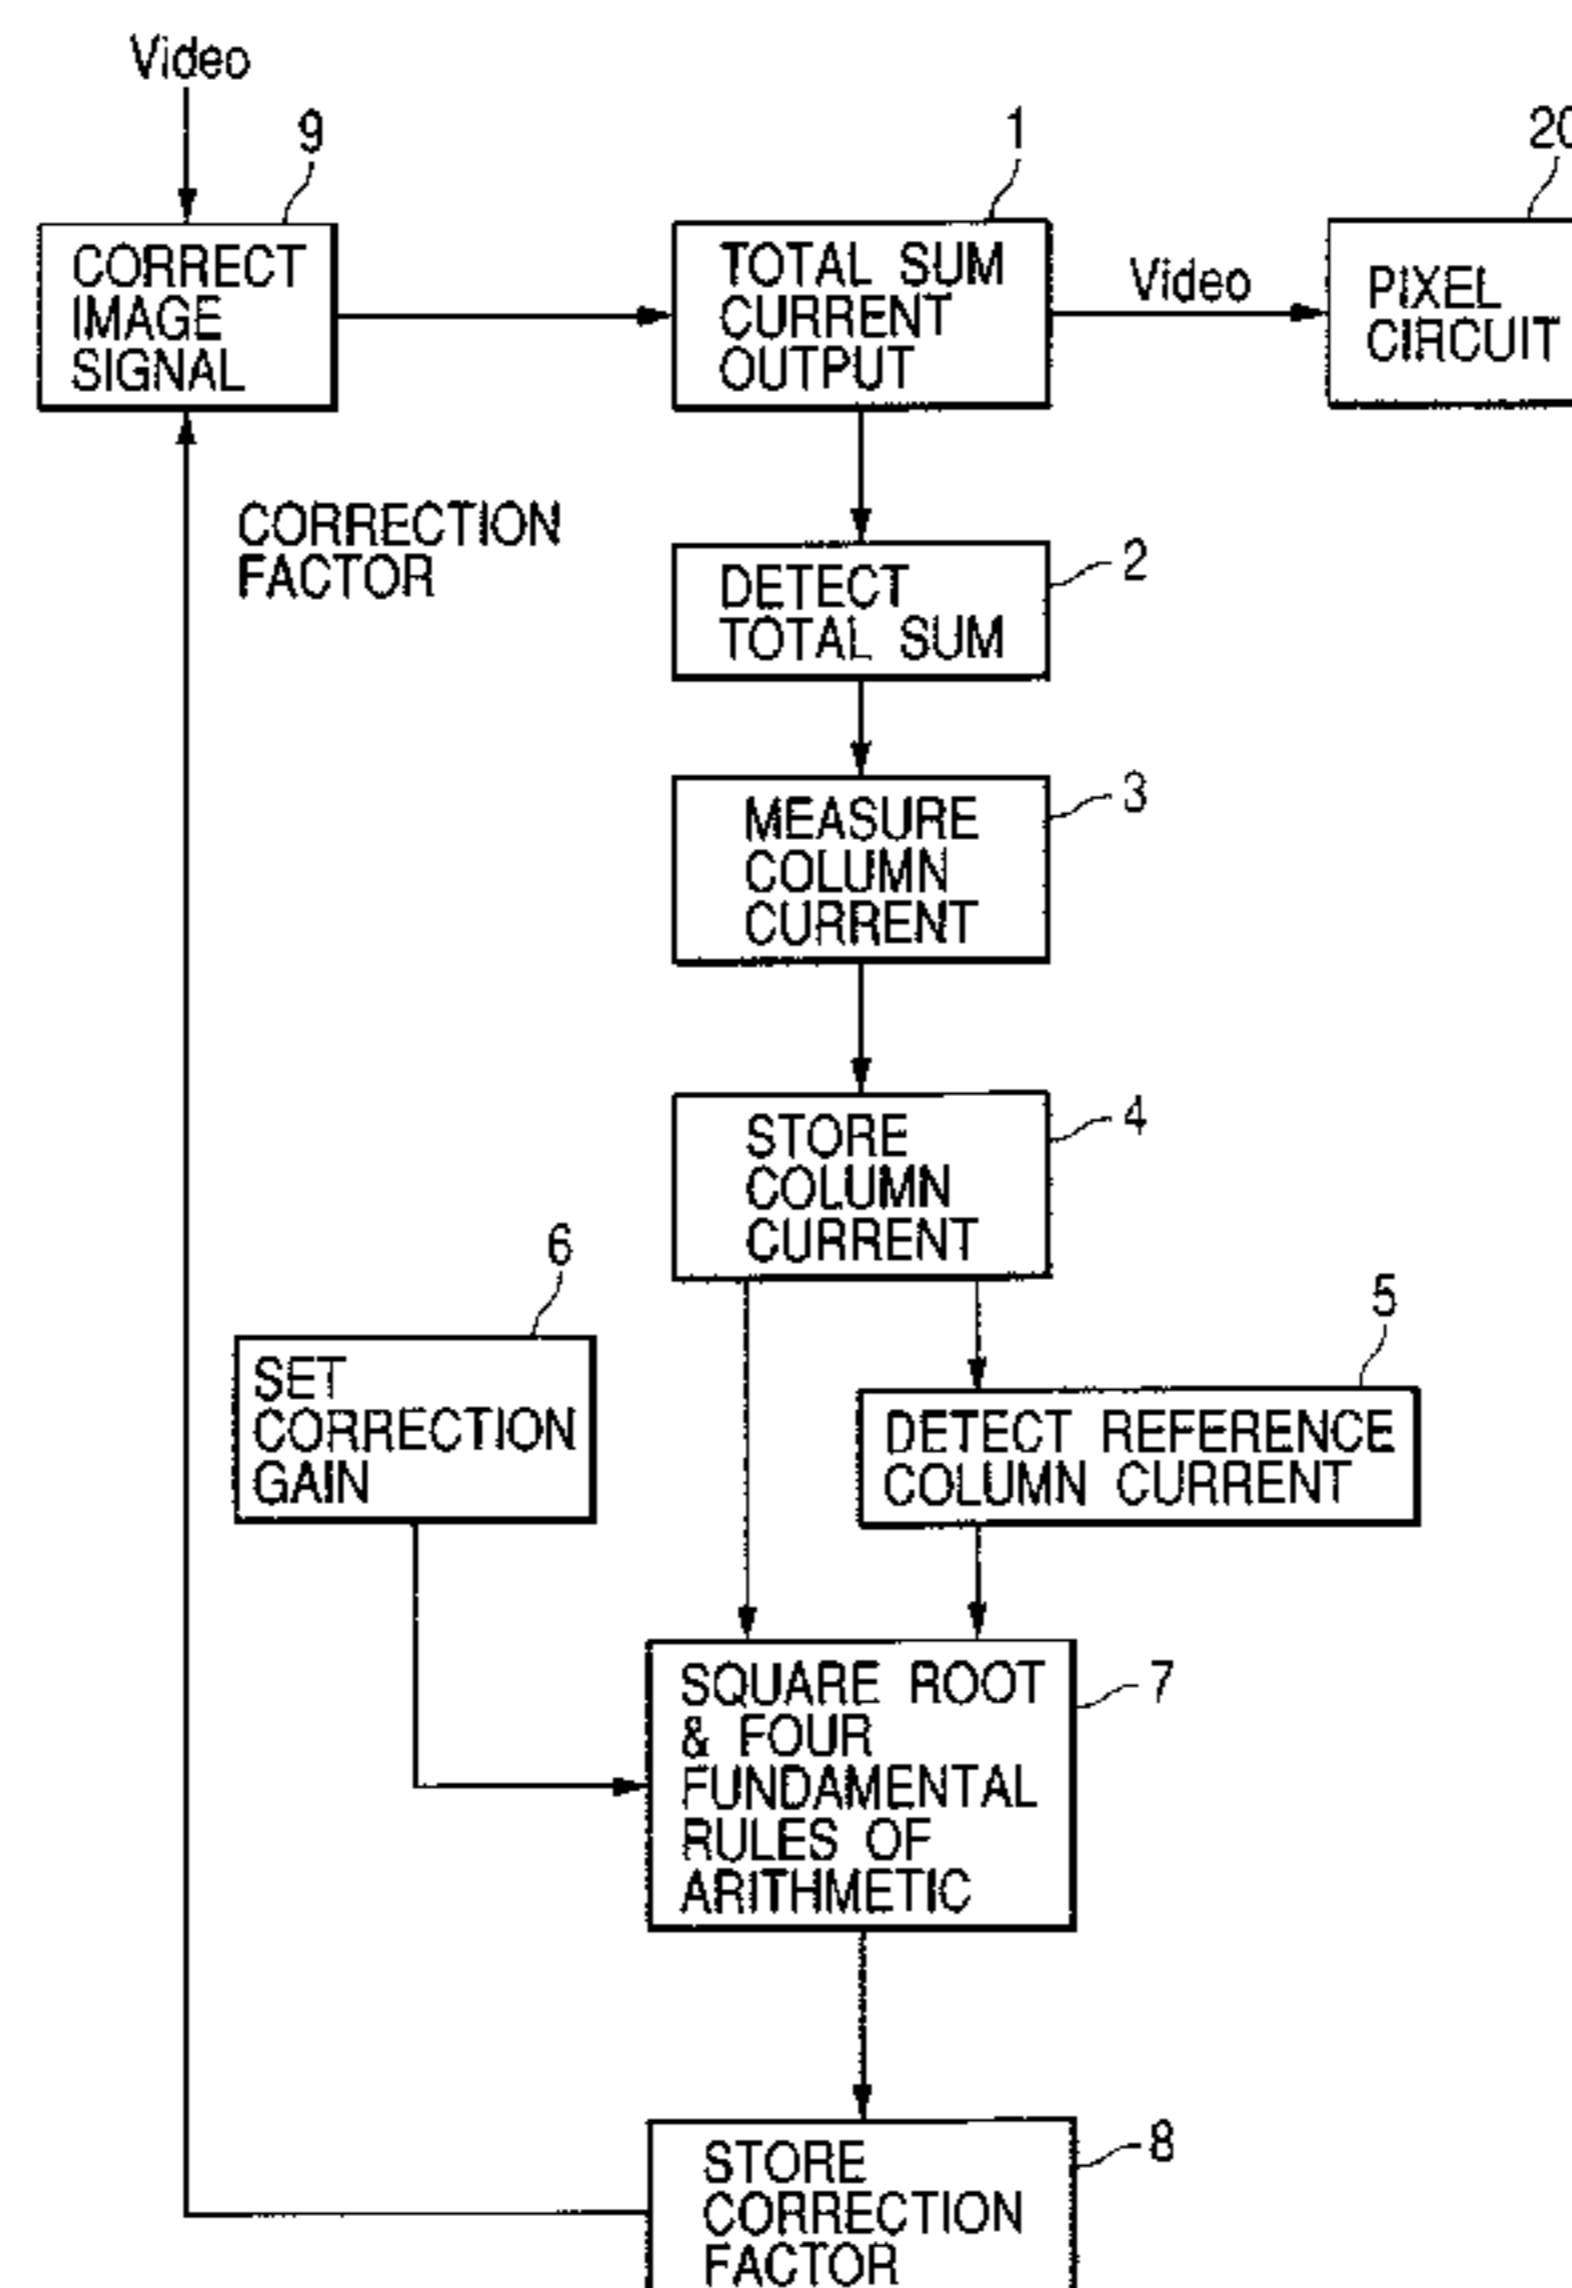 Video
9
1
20
CORRECT
IMAGE
SIGNAL
TOTAL SUM
CURRENT
OUTPUT
Video
PIXEL
CIRCUIT
CORRECTION
FACTOR
DETECT
TOTAL SUM
2
MEASURE
COLUMN
CURRENT
3
STORE
COLUMN
CURRENT
4
6
SET
CORRECTION
GAIN
5
DETECT REFERENCE
COLUMN CURRENT
SQUARE ROOT
& FOUR
FUNDAMENTAL
RULES OF
ARITHMETIC
7
STORE
CORRECTION
FACTOR
8